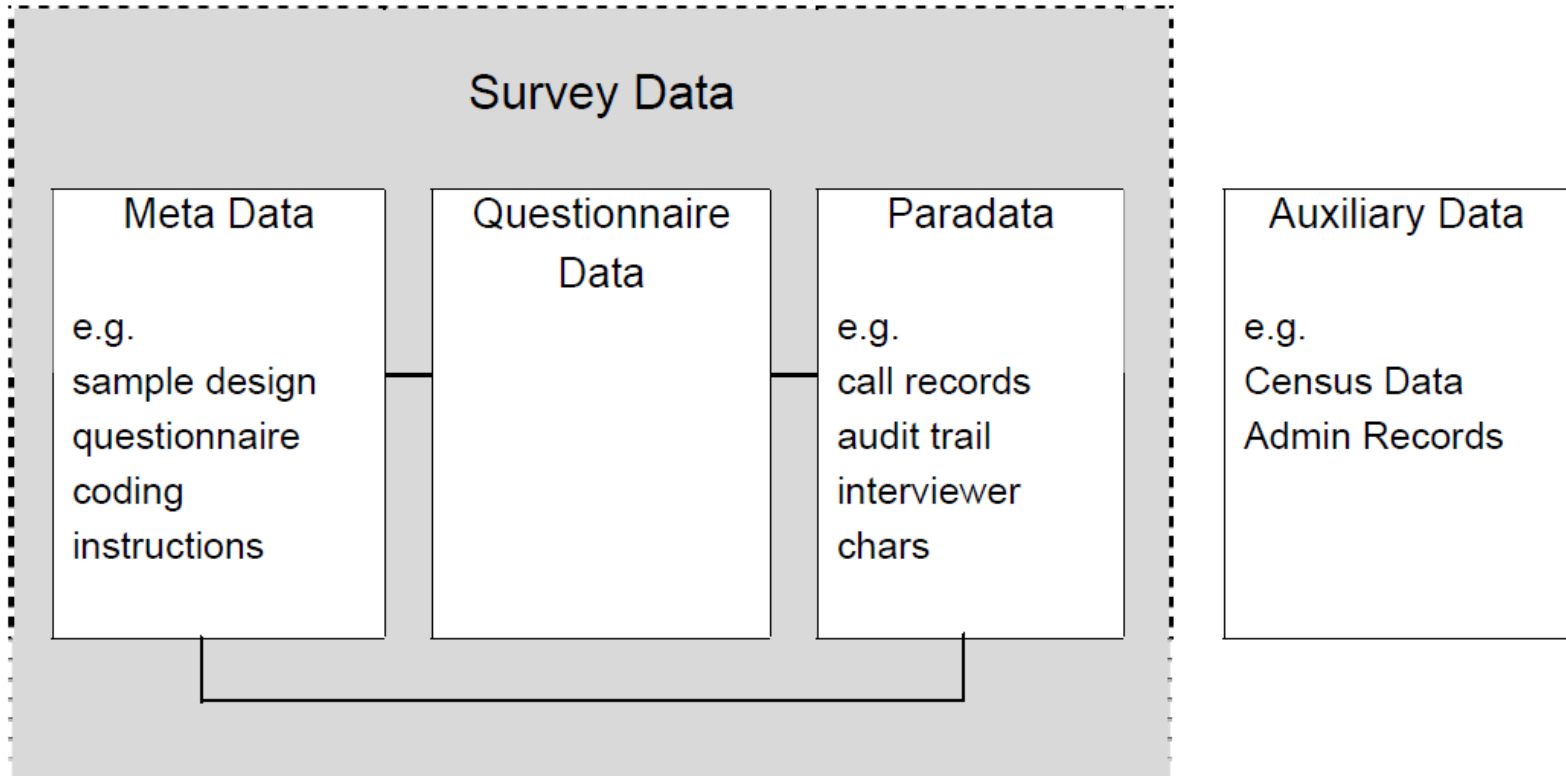 Survey Data
Meta Data
e.g.
sample design
questionnaire
coding
instructions
Questionnaire
Data
Paradata
e.g.
call records
audit trail
interviewer
chars
Auxiliary Data
e.g.
Census Data
Admin Records